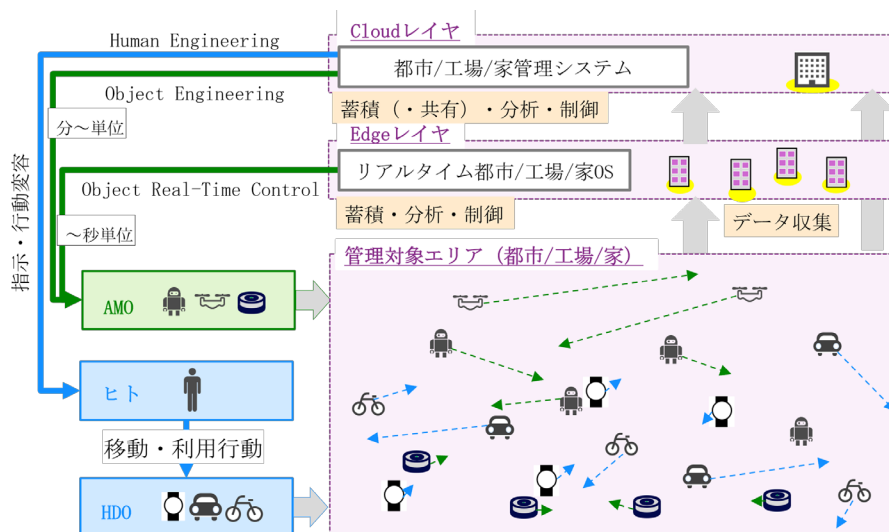 Human Engineering
Cloudレイヤ
都市/工場/家管理システム
Object Engineering
蓄積（・共有）・分析・制御
分～単位
Edgeレイヤ
リアルタイム都市/工場/家OS
Object Real-Time Control
蓄積・分析・制御
データ収集
～秒単位
指示・行動変容
管理対象エリア（都市/工場/家）
AMO
ヒト
移動・利用行動
HDO